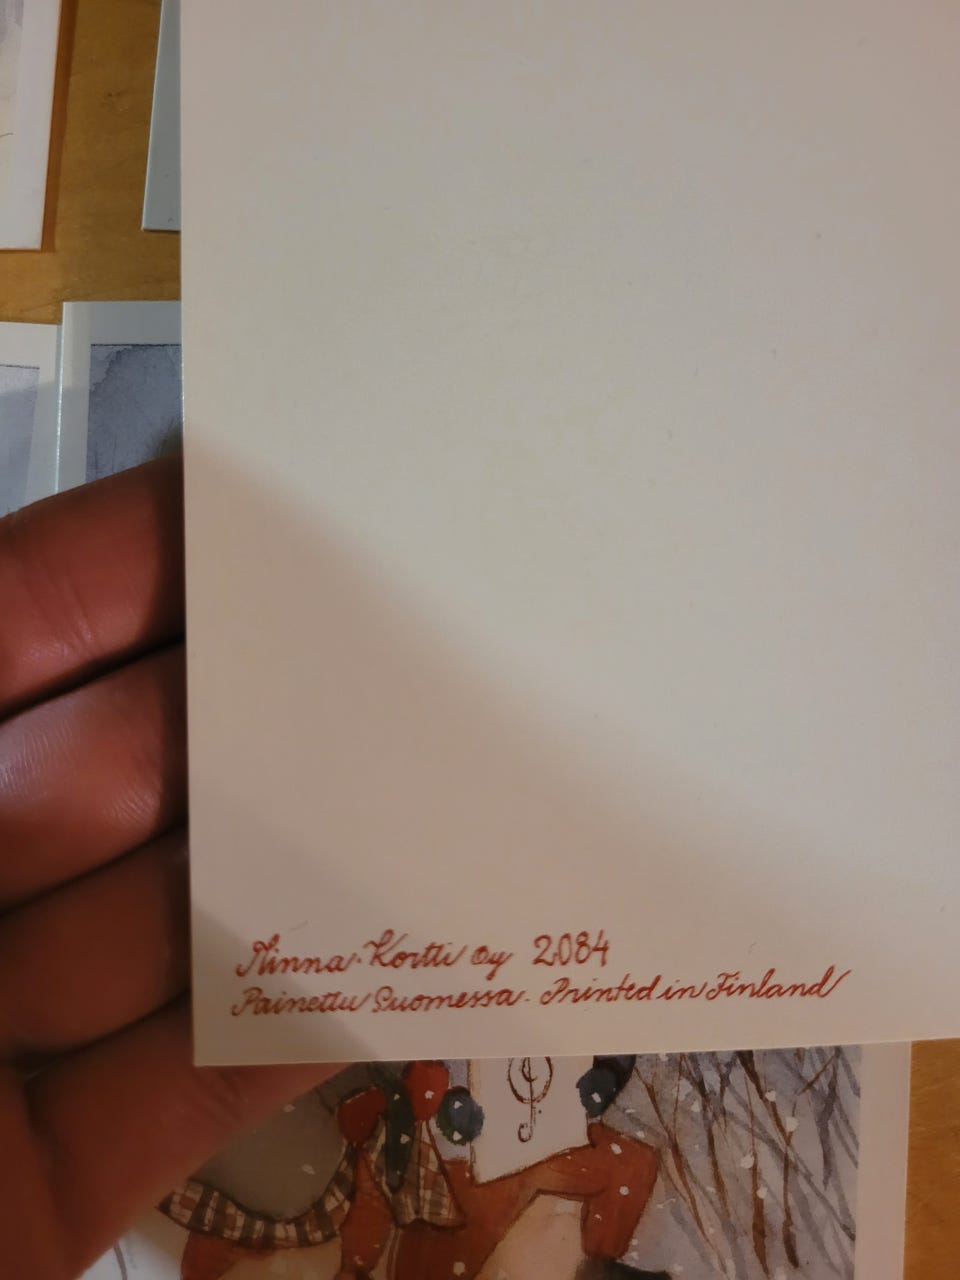 Minna-Kortti Oy 2084
Painettu Suomessa - Printed in Finland